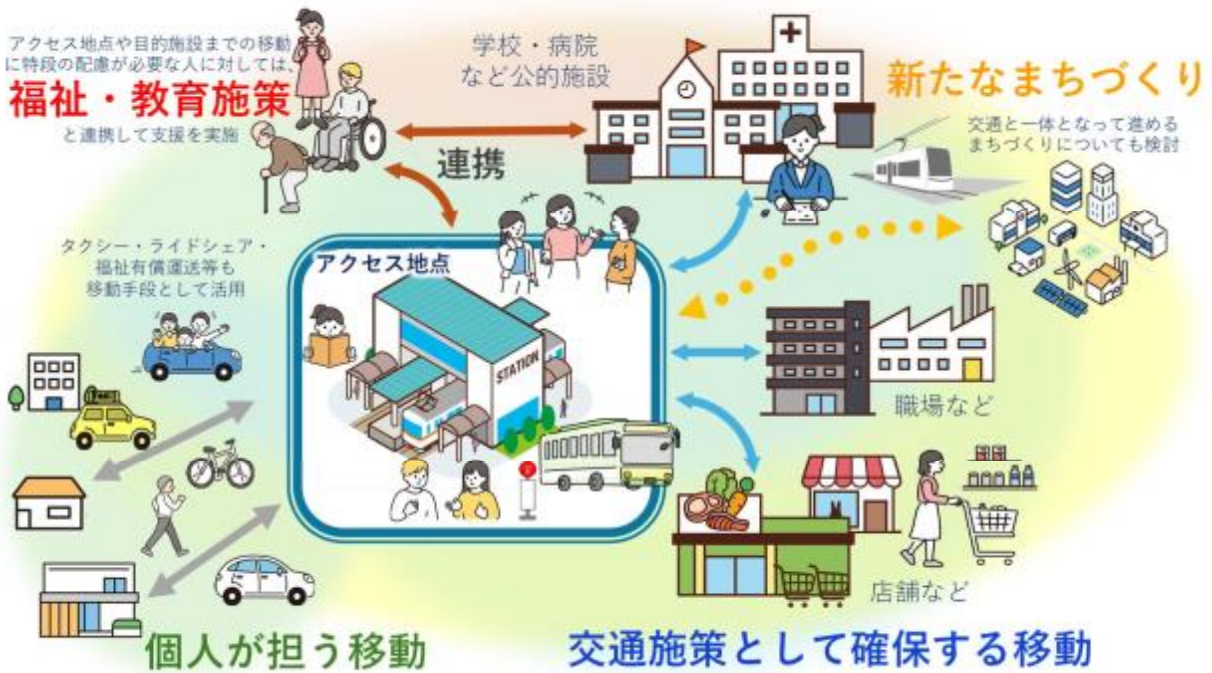 アクセス地点や目的施設までの移動
に特段の配慮が必要な人に対しては、
福祉・教育施策
と連携して支援を実施
学校・病院
など公的施設
新たなまちづくり
交通と一体となって進める
まちづくりについても検討
連携
タクシー・ライドシェア・
福祉有償運送等も
移動手段として活用
アクセス地点
STATION
職場など
店舗など
個人が担う移動
交通施策として確保する移動